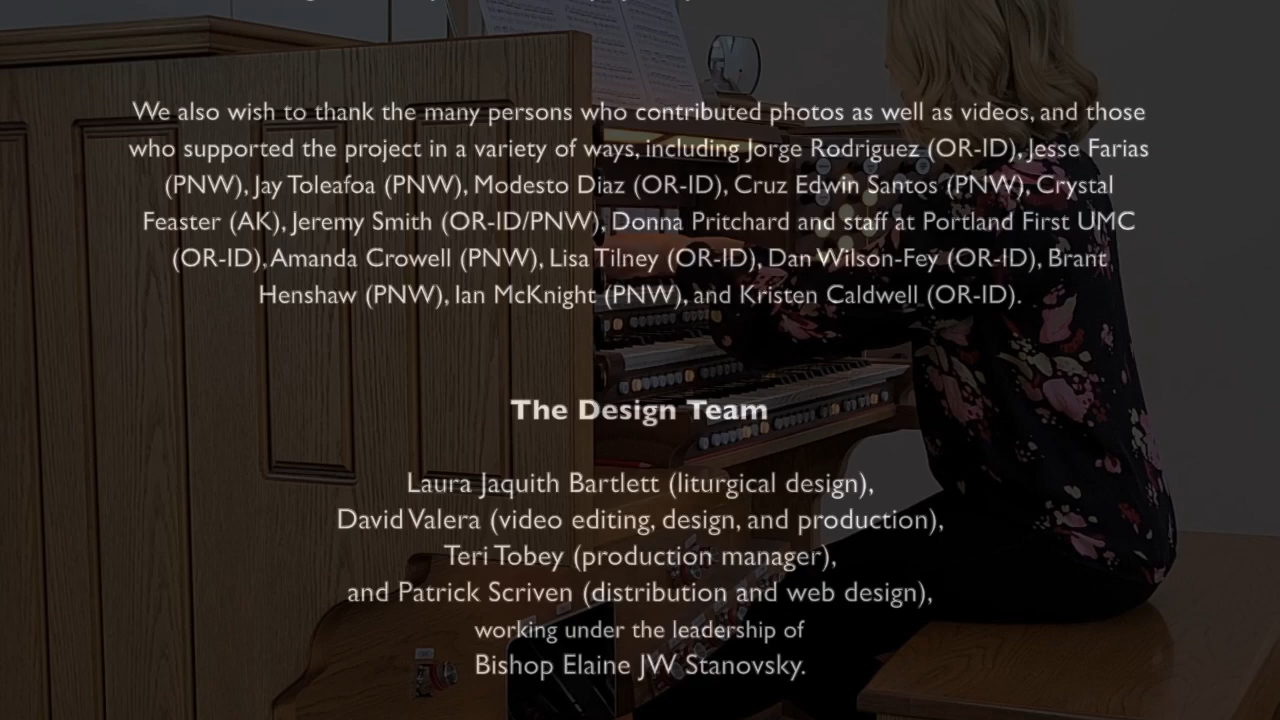 We also wish to thank the many persons who contributed photos as well as videos, and those
who supported the project in a variety of ways, including Jorge Rodriguez (OR-ID), Jesse Farias
(PNW), Jay Toleafoa (PNW), Modesto Diaz (OR-ID), Cruz Edwin Santos (PNW), Crystal
Feaster (AK), Jeremy Smith (OR-ID/PNW), Donna Pritchard and staff at Portland First UMC
(OR-ID), Amanda Crowell (PNW), Lisa Tilney (OR-ID), Dan Wilson-Fey (OR-ID), Brant
Henshaw (PNW), Ian McKnight (PNW), and Kristen Caldwell (OR-ID).
The Design Team
Laura Jaquith Bartlett (liturgical design),
David Valera (video editing, design, and production),
Teri Tobey (production manager),
and Patrick Scriven (distribution and web design),
working under the leadership of
Bishop Elaine JW Stanovsky.